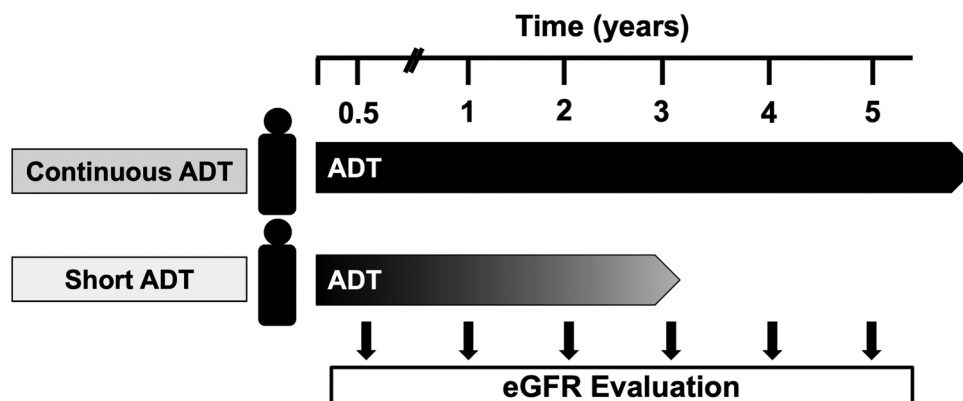 Time (years)
0.5 1 2 3 4 5
Continuous ADT ADT
Short ADT ADT
eGFR Evaluation